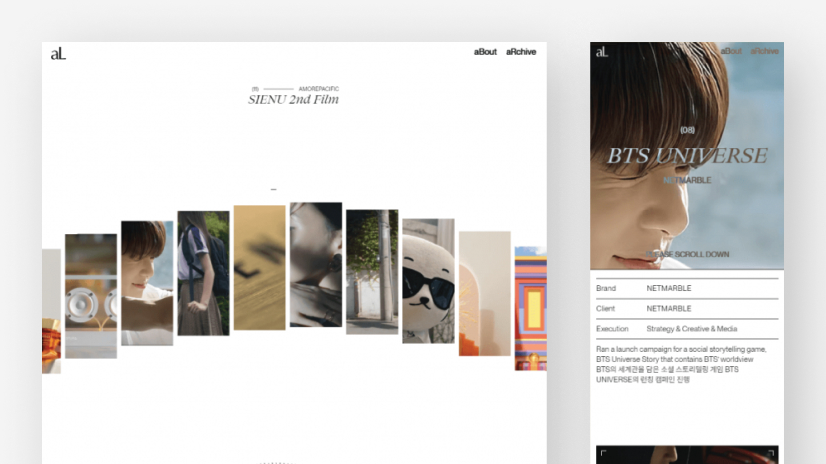 aL
aBout aRchive
AMOREPACIFIC
SIENU 2nd Film
aL
aBout aRchive
(08)
BTS UNIVERSE
NETMARBLE
SCROLL DOWN
Brand NETMARBLE
Client NETMARBLE
Execution Strategy & Creative & Media
Ran a launch campaign for a social storytelling game,
BTS Universe Story that contains BTS' worldview
BTS의 세계관을 담은 소셜 스토리텔링 게임 BTS
UNIVERSE의 런칭 캠페인 진행